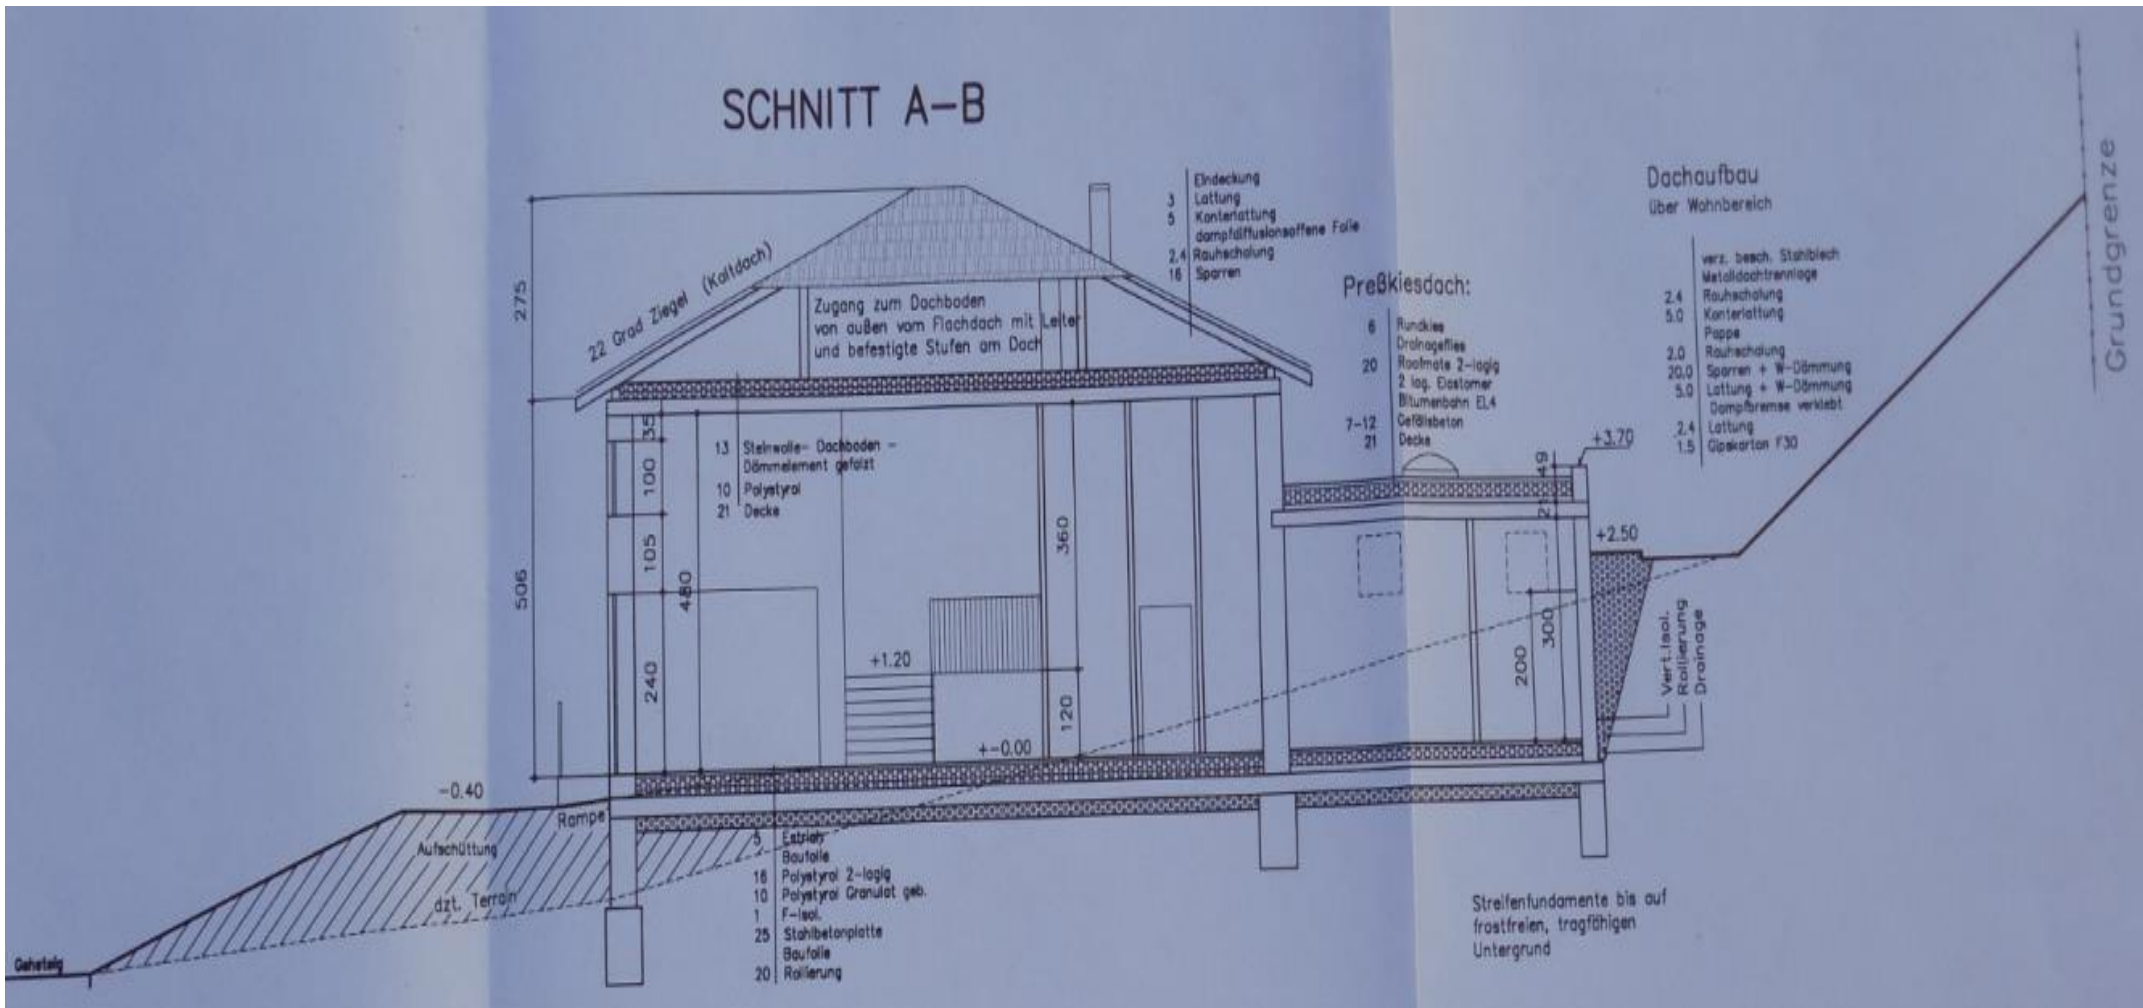 SCHNITT A-B
275
506
22 Grad Ziegel (Kaltdach)
Zugang zum Dachboden
von außen vom Flachdach mit Leiter
und befestigte Stufen am Dach
Eindeckung
3 Lattung
5 Konterlattung
dampfdiffusionsoffene Folie
2.4 Rauhschalung
16 Sparren
Preßkiesdach:
6 Rundkies
Drainageflies
20 Roofmate 2-lagig
2 lag. Elastomer
Bitumenbahn EL4
7-12 Gefällsbeton
21 Decke
Dachaufbau
über Wohnbereich
verz. besch. Stahlblech
Metalldachtrennlage
2.4 Rauhschalung
5.0 Konterlattung
Pappe
2.0 Rauhschalung
20.0 Sparren + W-Dämmung
5.0 Lattung + W-Dämmung
Dampfbremse verklebt
2.4 Lattung
1.5 Gipskarton F30
Grundgrenze
35
100
105
240
480
13 Steinwolle- Dachboden -
Dämmelement gefalzt
10 Polystyrol
21 Decke
360
120
+1.20
+-0.00
49
21
+3.70
+2.50
200
300
Vert.Isol.
Rollierung
Drainage
-0.40
Rampe
Aufschüttung
dzt. Terrain
Gehsteig
5 Estrich
Baufolie
16 Polystyrol 2-lagig
10 Polystyrol Granulat geb.
1 F-Isol.
25 Stahlbetonplatte
Baufolie
20 Rollierung
Streifenfundamente bis auf
frostfreien, tragfähigen
Untergrund